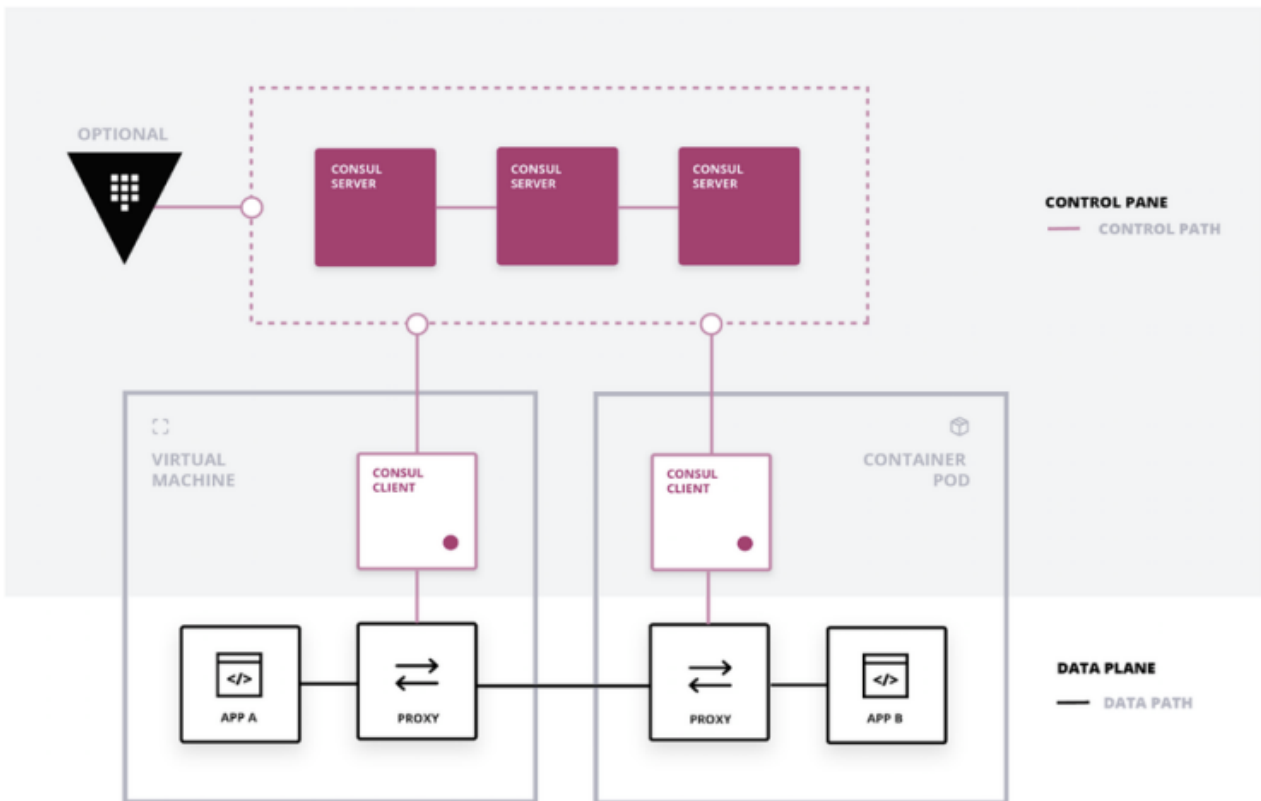 OPTIONAL
CONSUL
SERVER
CONSUL
SERVER
CONSUL
SERVER
CONTROL PANE
CONTROL PATH
VIRTUAL
MACHINE
CONSUL
CLIENT
CONSUL
CLIENT
CONTAINER
POD
</>
APP A
PROXY
PROXY
</>
APP B
DATA PLANE
DATA PATH